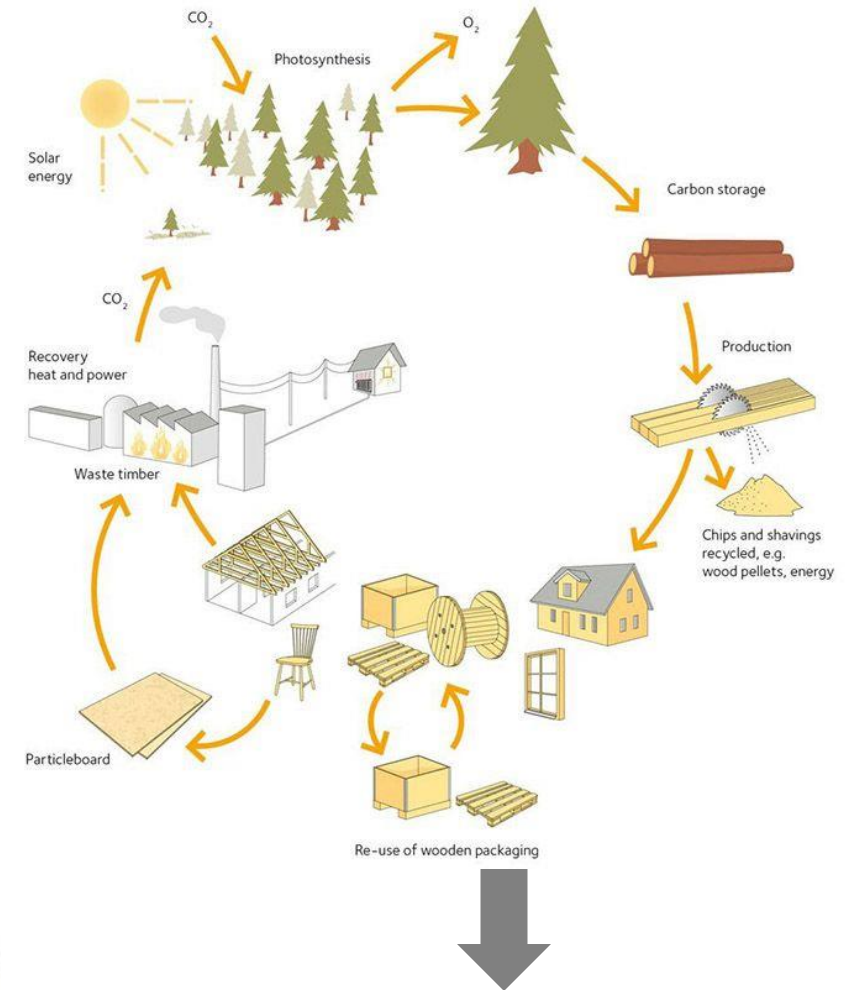 CO₂
O₂
Photosynthesis
Solar
energy
Carbon storage
CO₂
Production
Recovery
heat and power
Waste timber
Chips and shavings
recycled, e.g.
wood pellets, energy
Particleboard
Re-use of wooden packaging